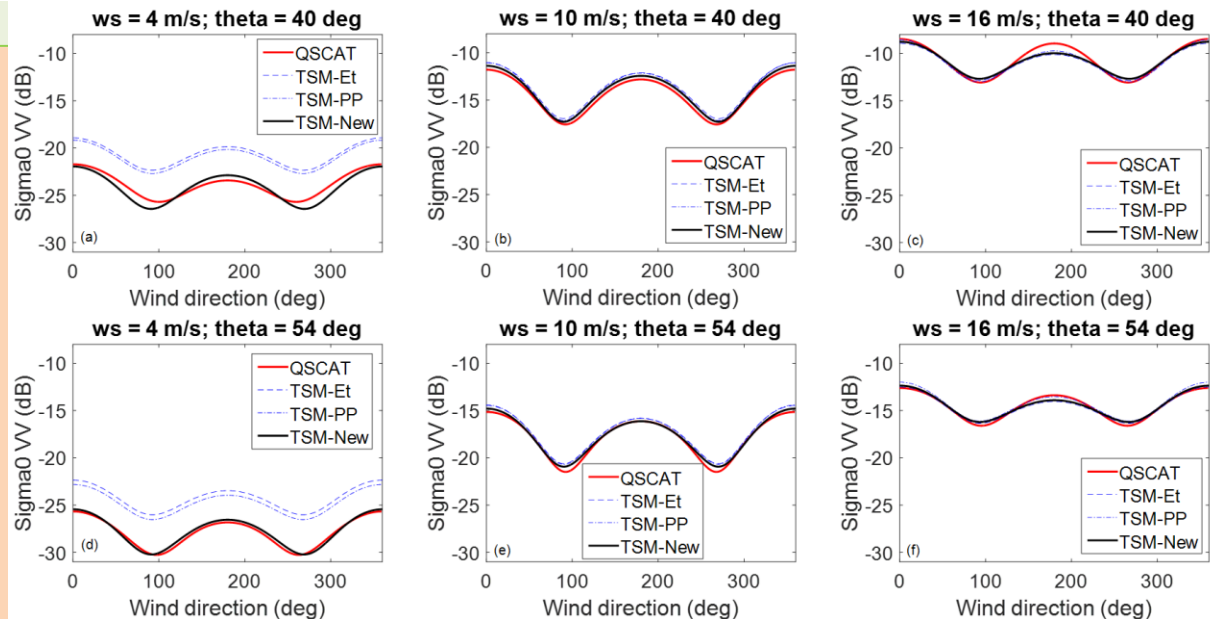 ws = 4 m/s; theta = 40 deg
-10
-15
-20
-25
-30
Sigma0 VV (dB)
QSCAT
TSM-Et
TSM-PP
TSM-New
(a)
0 100 200 300
Wind direction (deg)
ws = 10 m/s; theta = 40 deg
-10
-15
-20
-25
-30
Sigma0 VV (dB)
QSCAT
TSM-Et
TSM-PP
TSM-New
(b)
0 100 200 300
Wind direction (deg)
ws = 16 m/s; theta = 40 deg
-10
-15
-20
-25
-30
Sigma0 VV (dB)
QSCAT
TSM-Et
TSM-PP
TSM-New
(c)
0 100 200 300
Wind direction (deg)
ws = 4 m/s; theta = 54 deg
-10
-15
-20
-25
-30
Sigma0 VV (dB)
QSCAT
TSM-Et
TSM-PP
TSM-New
(d)
0 100 200 300
Wind direction (deg)
ws = 10 m/s; theta = 54 deg
-10
-15
-20
-25
-30
Sigma0 VV (dB)
QSCAT
TSM-Et
TSM-PP
TSM-New
(e)
0 100 200 300
Wind direction (deg)
ws = 16 m/s; theta = 54 deg
-10
-15
-20
-25
-30
Sigma0 VV (dB)
QSCAT
TSM-Et
TSM-PP
TSM-New
(f)
0 100 200 300
Wind direction (deg)